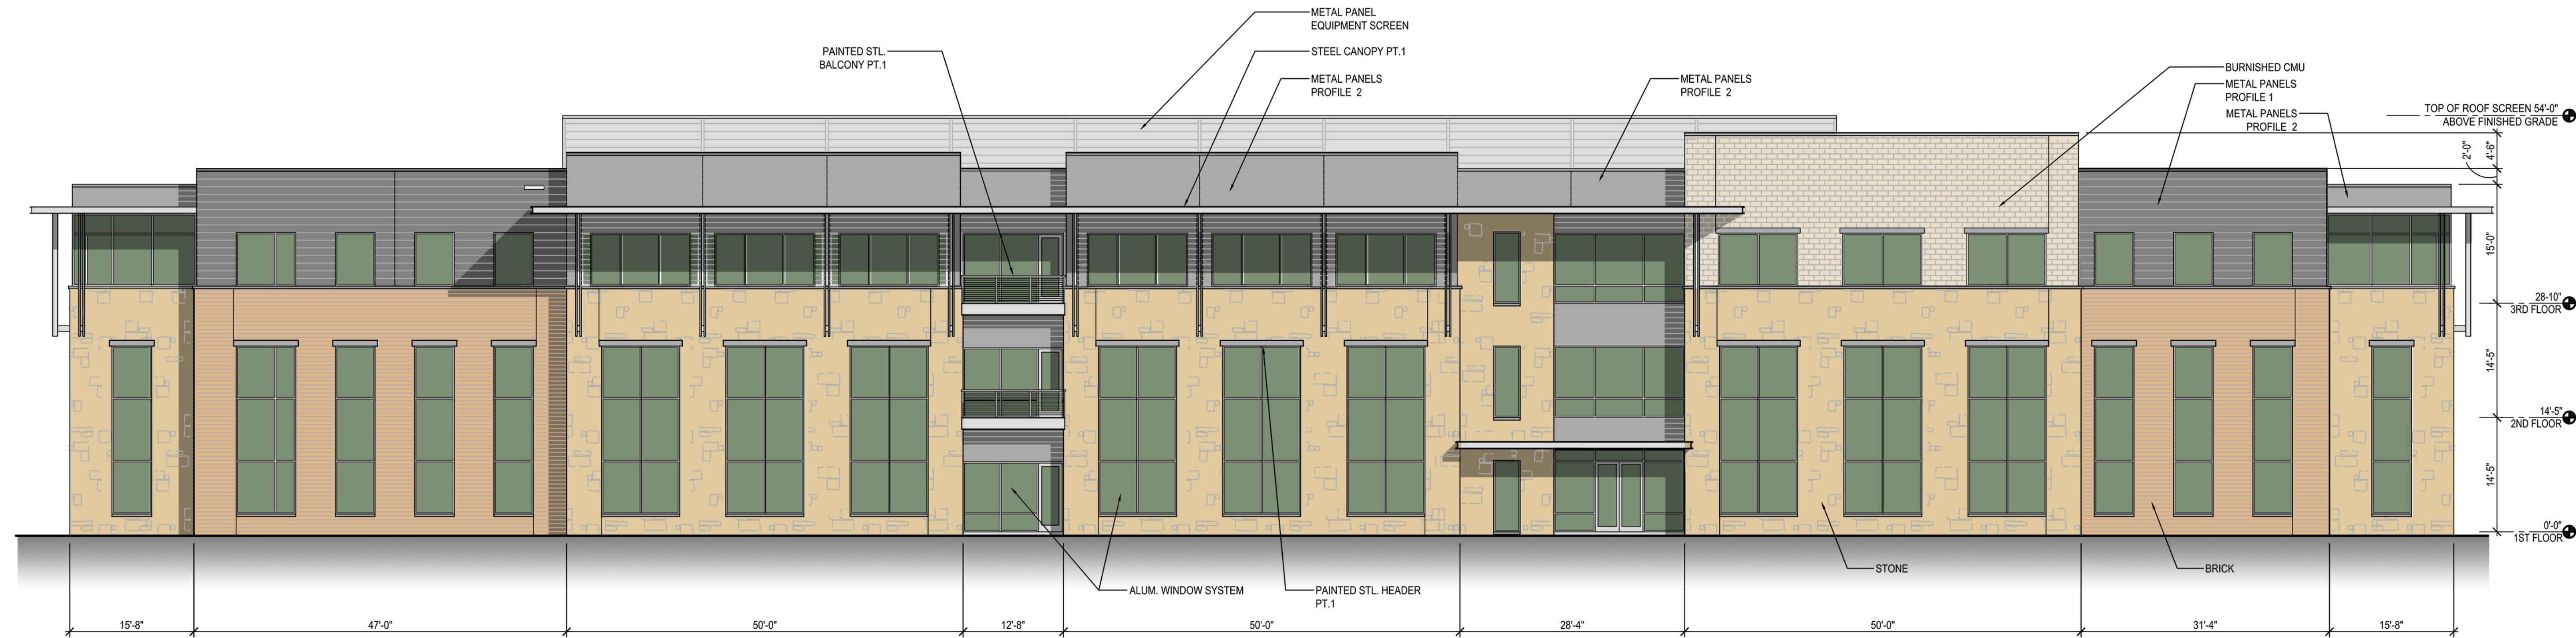 METAL PANEL
EQUIPMENT SCREEN
PAINTED STL.
BALCONY PT.1
STEEL CANOPY PT.1
METAL PANELS
PROFILE 2
METAL PANELS
PROFILE 2
BURNISHED CMU
METAL PANELS
PROFILE 1
METAL PANELS
PROFILE 2
TOP OF ROOF SCREEN 54'-0"
ABOVE FINISHED GRADE
2'-0"
4'-6"
15'-0"
28'-10"
3RD FLOOR
14'-5"
14'-5"
2ND FLOOR
14'-5"
0'-0"
1ST FLOOR
STONE
BRICK
ALUM. WINDOW SYSTEM
PAINTED STL. HEADER
PT.1
15'-8"
47'-0"
50'-0"
12'-8"
50'-0"
28'-4"
50'-0"
31'-4"
15'-8"